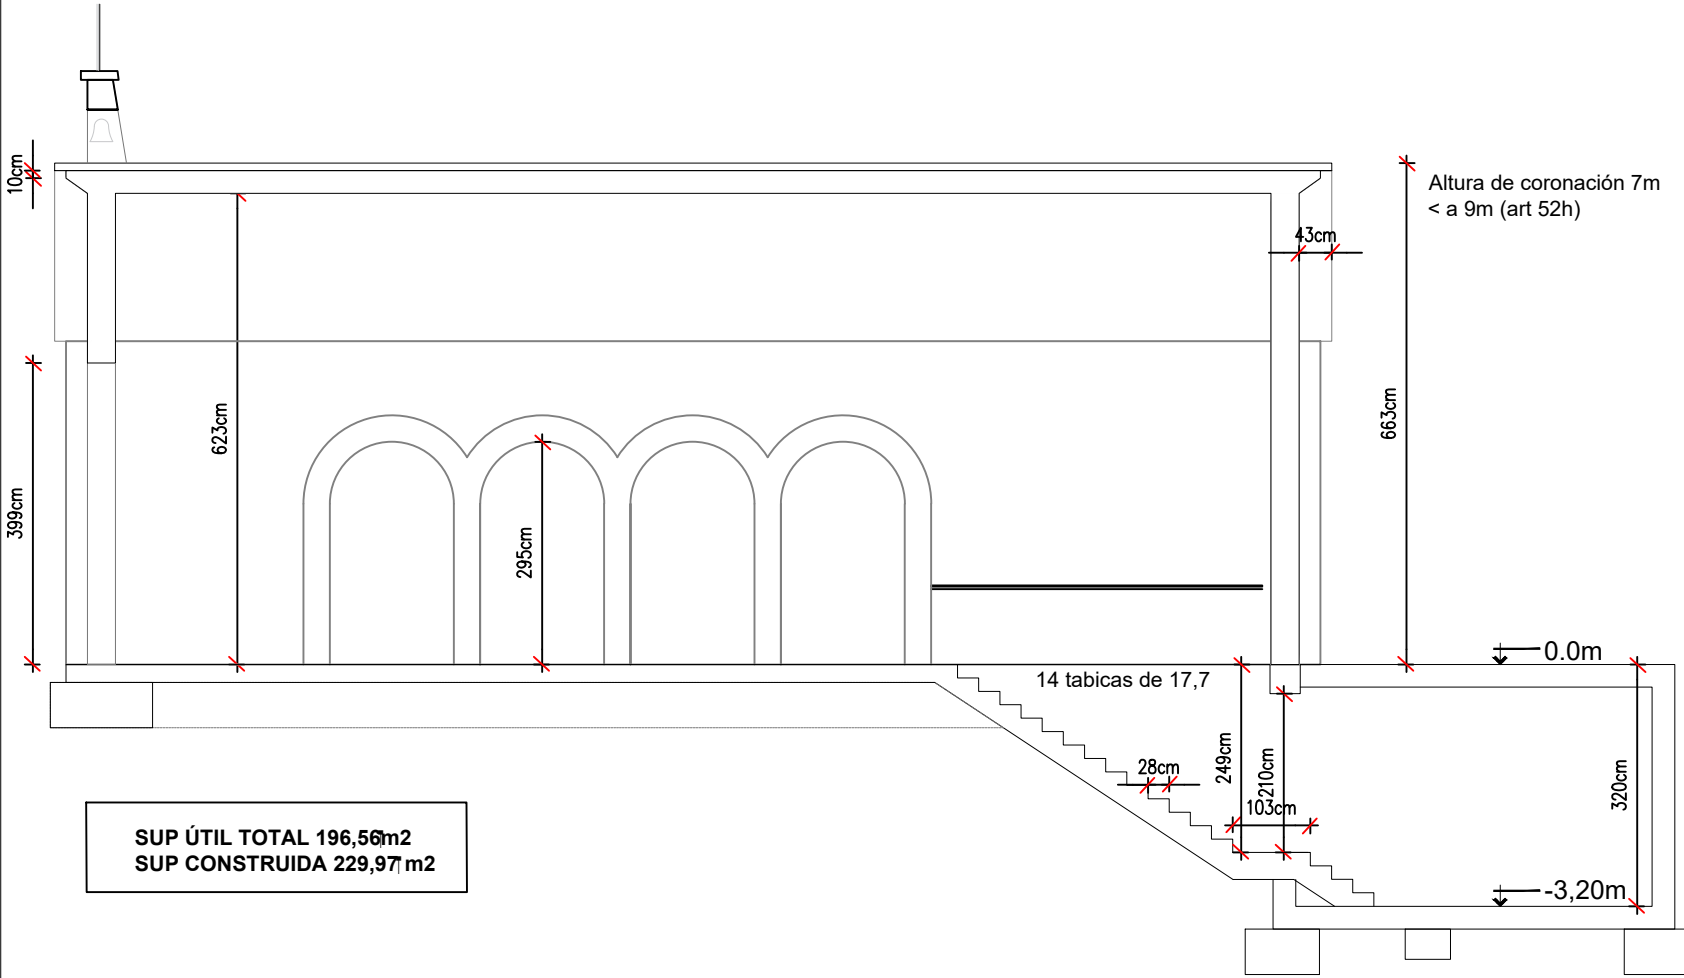 10cm
Altura de coronación 7m
< a 9m (art 52h)
43cm
623cm
663cm
399cm
295cm
0.0m
14 tabicas de 17,7
249cm
210cm
28cm
103cm
320cm
-3,20m
SUP ÚTIL TOTAL 196,56m2
SUP CONSTRUIDA 229,97 m2